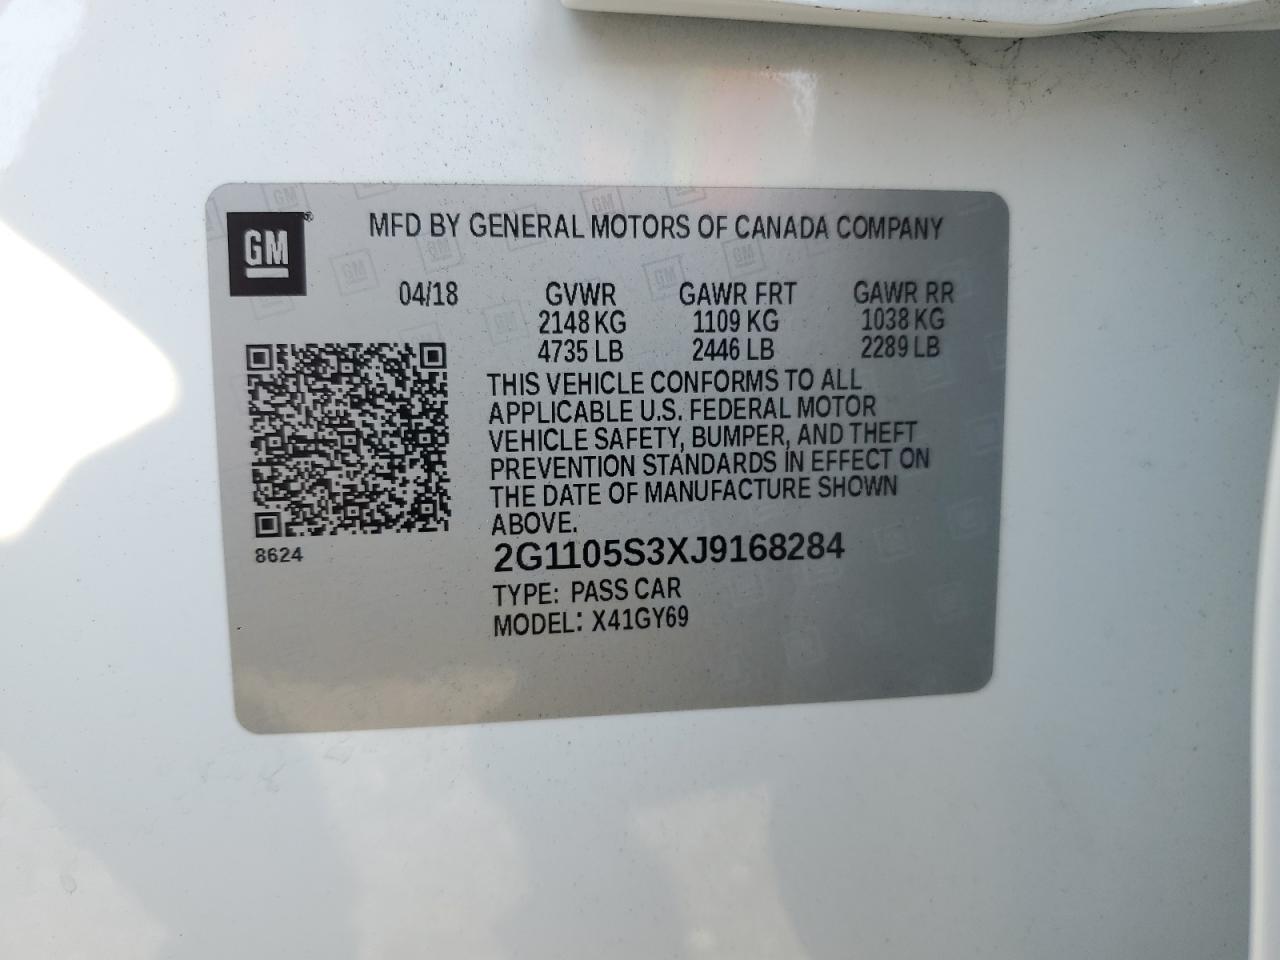 GM
MFD BY GENERAL MOTORS OF CANADA COMPANY
04/18 GVWR GAWR FRT GAWR RR
2148 KG 1109 KG 1038 KG
4735 LB 2446 LB 2289 LB
THIS VEHICLE CONFORMS TO ALL
APPLICABLE U.S. FEDERAL MOTOR
VEHICLE SAFETY, BUMPER, AND THEFT
PREVENTION STANDARDS IN EFFECT ON
THE DATE OF MANUFACTURE SHOWN
ABOVE.
8624
2G1105S3XJ9168284
TYPE: PASS CAR
MODEL: X41GY69